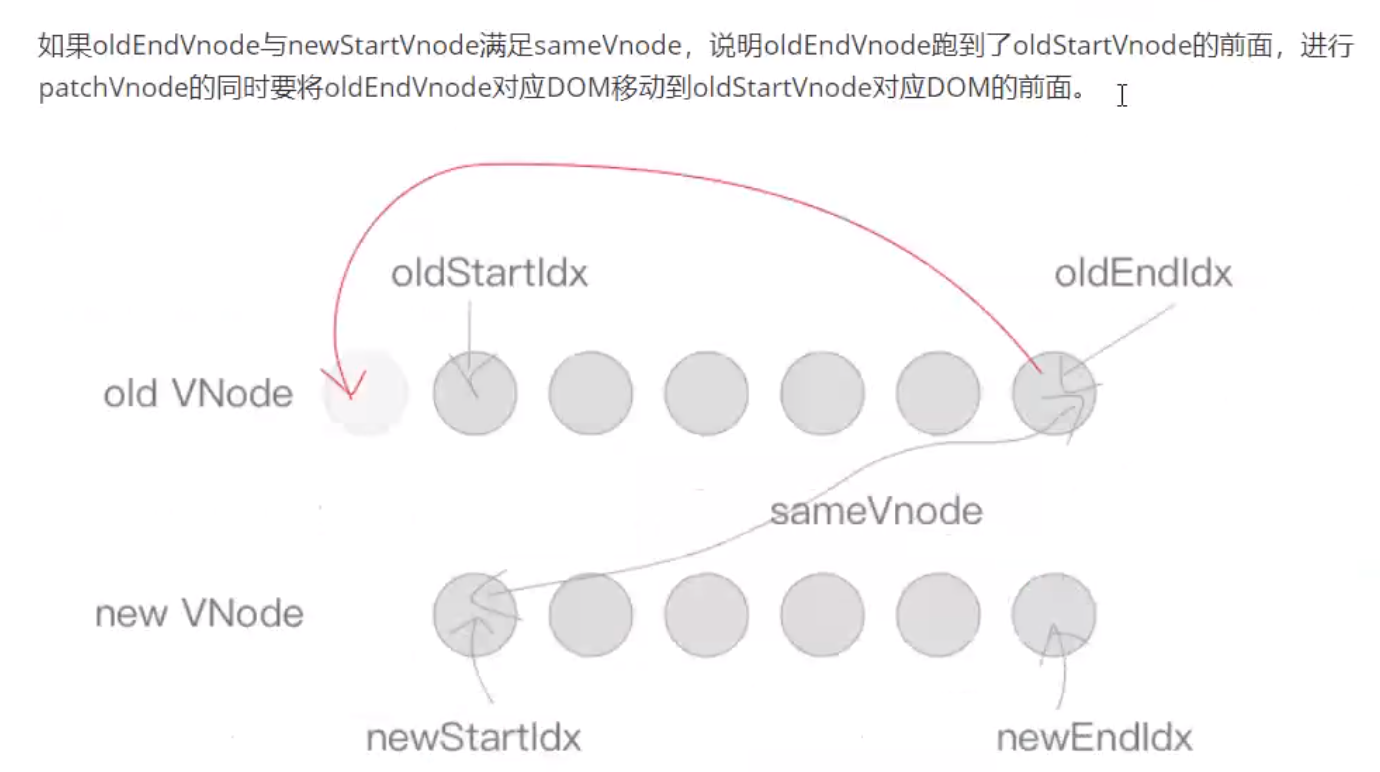 如果oldEndVnode与newStartVnode满足sameVnode，说明oldEndVnode跑到了oldStartVnode的前面，进行
patchVnode的同时要将oldEndVnode对应DOM移动到oldStartVnode对应DOM的前面。
oldStartIdx
oldEndIdx
old VNode
sameVnode
new VNode
newStartIdx
newEndIdx